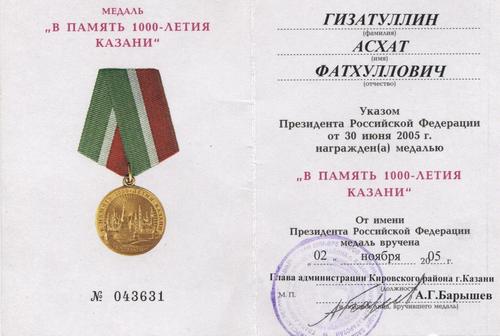 МЕДАЛЬ
„В ПАМЯТЬ 1000-ЛЕТИЯ
КАЗАНИ“
№ 043631
ГИЗАТУЛЛИН
(фамилия)
АСХАТ
(имя)
ФАТХУЛЛОВИЧ
(отчество)
Указом
Президента Российской Федерации
от 30 июня 2005 г.
награжден(а) медалью
„В ПАМЯТЬ 1000-ЛЕТИЯ
КАЗАНИ“
От имени
Президента Российской Федерации
медаль вручена
„02“ ноября 2005 г.
Глава администрации Кировского района г.Казани
(должность
М. П.
А.Г.Барышев
вручившего медаль)